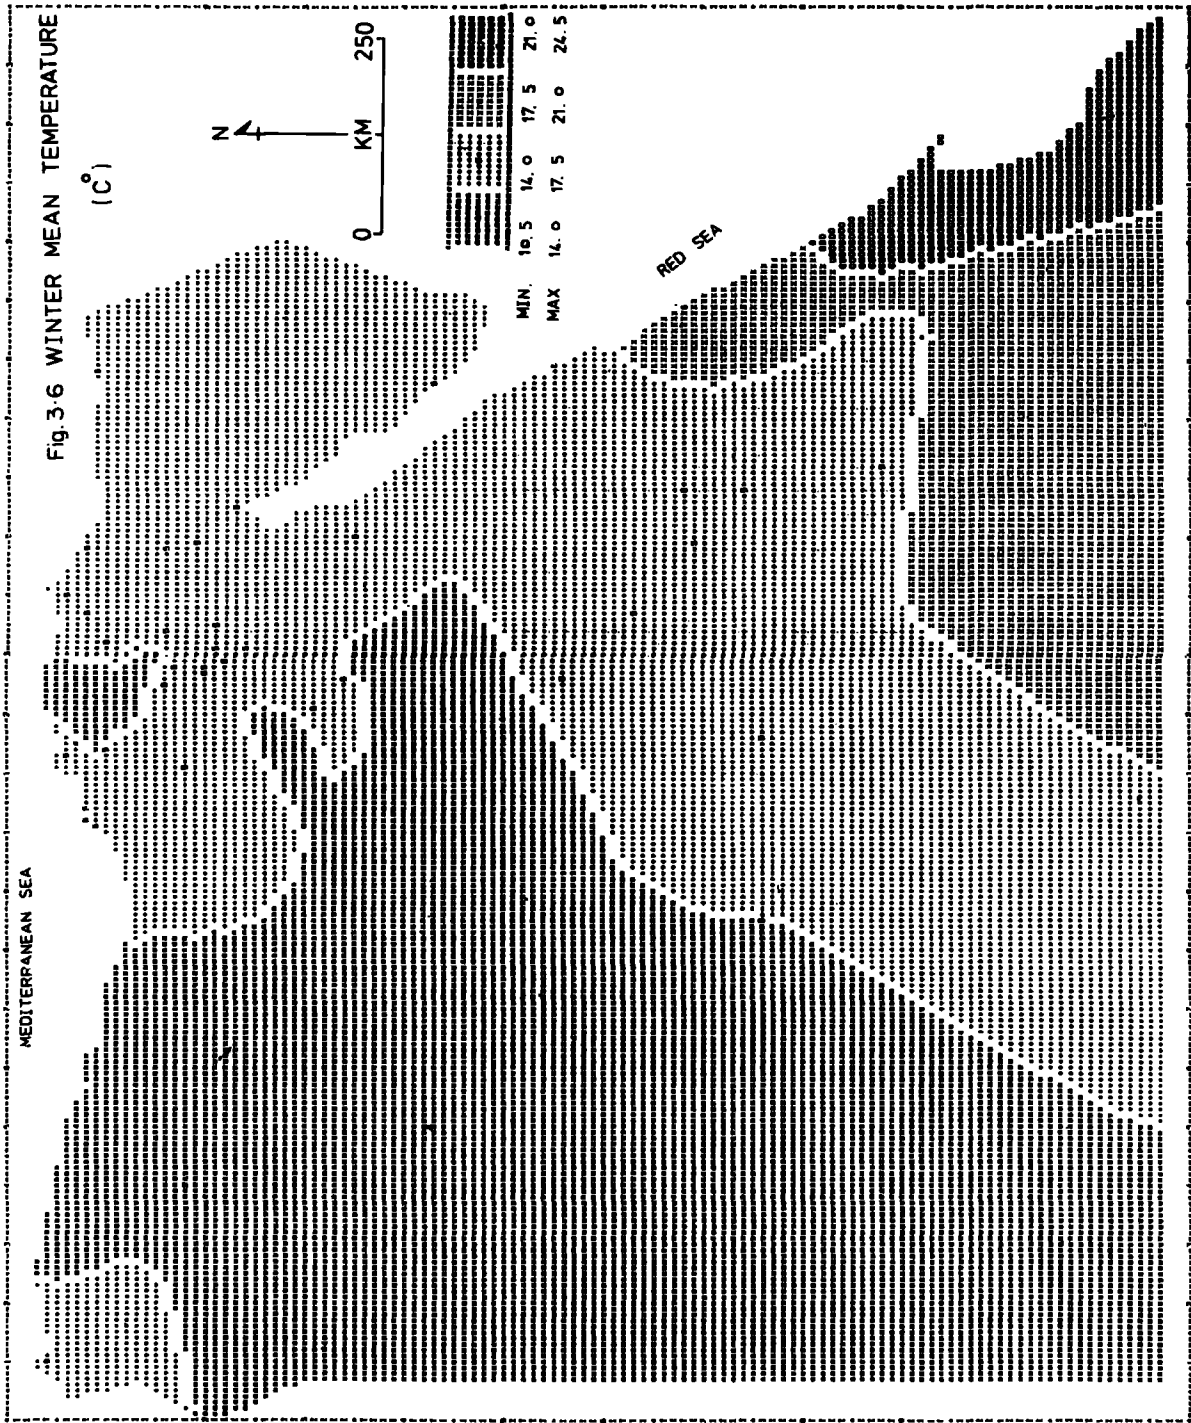 Fig. 3·6 WINTER MEAN TEMPERATURE
(C°)
N
0 KM 250
MIN. 10.5 14.0 17.5 21.0
MAX 14.0 17.5 21.0 24.5
MEDITERRANEAN SEA
RED SEA